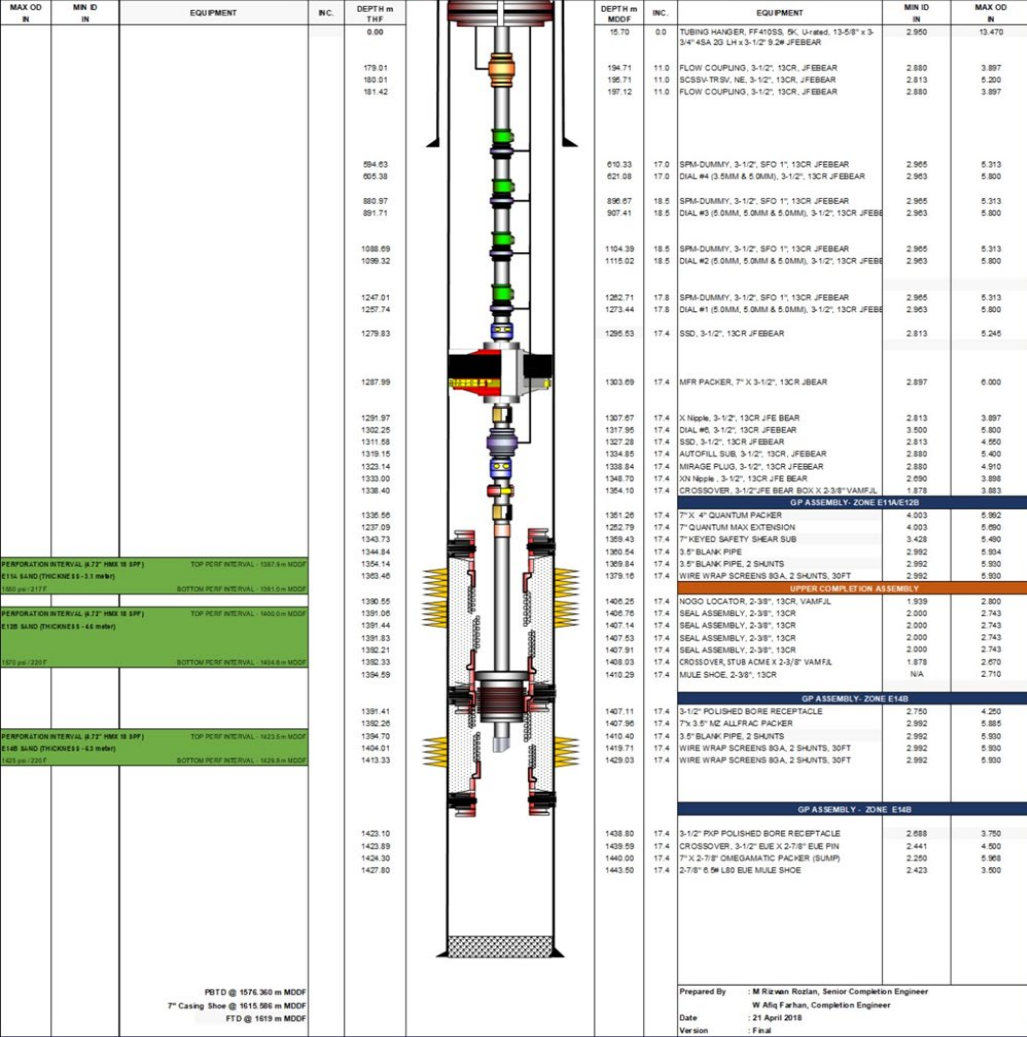 MAX OD IN MIN ID IN EQUIPMENT INC. DEPTH m THF DEPTH m MDDF INC. EQUIPMENT MIN ID IN MAX OD IN
0.00 15.70 0.0 TUBING HANGER, FF410SS, 5K, U-rated, 13-5/8" x 3-
3/4" 4SA 2G LH x 3-1/2" 9.2# JFEBEAR 2.950 13.470
179.01 194.71 11.0 FLOW COUPLING, 3-1/2", 13CR, JFEBEAR 2.880 3.897
180.01 195.71 11.0 SCSSV-TRSV, NE, 3-1/2", 13CR, JFEBEAR 2.813 5.200
181.42 197.12 11.0 FLOW COUPLING, 3-1/2", 13CR, JFEBEAR 2.880 3.897
594.63 610.33 17.0 SPM-DUMMY, 3-1/2", SFO 1", 13CR JFEBEAR 2.965 5.313
605.38 621.08 17.0 DIAL #4 (3.5MM & 5.0MM), 3-1/2", 13CR JFEBEAR 2.963 5.800
880.97 896.67 18.5 SPM-DUMMY, 3-1/2", SFO 1", 13CR JFEBEAR 2.965 5.313
891.71 907.41 18.5 DIAL #3 (5.0MM, 5.0MM & 5.0MM), 3-1/2", 13CR JFEBE 2.963 5.800
1088.69 1104.39 18.5 SPM-DUMMY, 3-1/2", SFO 1", 13CR JFEBEAR 2.965 5.313
1099.32 1115.02 18.5 DIAL #2 (5.0MM, 5.0MM & 5.0MM), 3-1/2", 13CR JFEBE 2.963 5.800
1247.01 1262.71 17.8 SPM-DUMMY, 3-1/2", SFO 1", 13CR JFEBEAR 2.965 5.313
1257.74 1273.44 17.8 DIAL #1 (5.0MM, 5.0MM & 5.0MM), 3-1/2", 13CR JFEBE 2.963 5.800
1279.83 1295.53 17.4 SSD, 3-1/2", 13CR JFEBEAR 2.813 5.245
1287.99 1303.69 17.4 MFR PACKER, 7" X 3-1/2", 13CR JBEAR 2.897 6.000
1291.97 1307.67 17.4 X Nipple, 3-1/2", 13CR JFE BEAR 2.813 3.897
1302.25 1317.95 17.4 DIAL #6, 3-1/2", 13CR JFEBEAR 3.500 5.800
1311.58 1327.28 17.4 SSD, 3-1/2", 13CR JFEBEAR 2.813 4.550
1319.15 1334.85 17.4 AUTOFILL SUB, 3-1/2", 13CR, JFEBEAR 2.880 5.400
1323.14 1338.84 17.4 MIRAGE PLUG, 3-1/2", 13CR, JFEBEAR 2.880 4.910
1333.00 1348.70 17.4 XN Nipple , 3-1/2", 13CR JFE BEAR 2.690 3.898
1338.40 1354.10 17.4 CROSSOVER, 3-1/2"JFE BEAR BOX X 2-3/8" VAMFJL 1.878 3.883
GP ASSEMBLY- ZONE E11A/E12B
1335.56 1351.26 17.4 7" X 4" QUANTUM PACKER 4.003 5.992
1237.09 1252.79 17.4 7" QUANTUM MAX EXTENSION 4.003 5.690
1343.73 1359.43 17.4 7" KEYED SAFETY SHEAR SUB 3.428 5.490
1344.84 1360.54 17.4 3.5" BLANK PIPE 2.992 5.934
PERFORATION INTERVAL (4.72" HMX 18 SPF) TOP PERF INTERVAL - 1387.9 m MDDF 1354.14 1369.84 17.4 3.5" BLANK PIPE, 2 SHUNTS 2.992 5.930
E11A SAND (THICKNESS - 3.1 meter) 1363.46 1379.16 17.4 WIRE WRAP SCREENS 8GA, 2 SHUNTS, 30FT 2.992 5.930
BOTTOM PERF INTERVAL - 1391.0 m MDDF UPPER COMPLETION ASSEMBLY
1390.55 1406.25 17.4 NOGO LOCATOR, 2-3/8", 13CR, VAMFJL 1.939 2.800
PERFORATION INTERVAL (4.72" HMX 18 SPF) TOP PERF INTERVAL - 1400.0 m MDDF 1391.06 1406.76 17.4 SEAL ASSEMBLY, 2-3/8", 13CR 2.000 2.743
E12B SAND (THICKNESS - 4.6 meter) 1391.44 1407.14 17.4 SEAL ASSEMBLY, 2-3/8", 13CR 2.000 2.743
1391.83 1407.53 17.4 SEAL ASSEMBLY, 2-3/8", 13CR 2.000 2.743
1392.21 1407.91 17.4 SEAL ASSEMBLY, 2-3/8", 13CR 2.000 2.743
1570 psi / 220 F BOTTOM PERF INTERVAL - 1404.6 m MDDF 1392.33 1408.03 17.4 CROSSOVER, STUB ACME X 2-3/8" VAMFJL 1.878 2.670
1394.59 1410.29 17.4 MULE SHOE, 2-3/8", 13CR N/A 2.710
GP ASSEMBLY- ZONE E14B
1391.41 1407.11 17.4 3-1/2" POLISHED BORE RECEPTACLE 2.750 4.250
1392.26 1407.96 17.4 7"x 3.5" MZ ALLFRAC PACKER 2.992 5.885
PERFORATION INTERVAL (4.72" HMX 18 SPF) TOP PERF INTERVAL - 1423.5 m MDDF 1394.70 1410.40 17.4 3.5" BLANK PIPE, 2 SHUNTS 2.992 5.930
E14B SAND (THICKNESS - 6.3 meter) 1404.01 1419.71 17.4 WIRE WRAP SCREENS 8GA, 2 SHUNTS, 30FT 2.992 5.930
1425 psi / 220 F 1413.33 1429.03 17.4 WIRE WRAP SCREENS 8GA, 2 SHUNTS, 30FT 2.992 5.930
GP ASSEMBLY - ZONE E14B
1423.10 1438.80 17.4 3-1/2" PXP POLISHED BORE RECEPTACLE 2.688 3.750
1423.89 1439.59 17.4 CROSSOVER, 3-1/2" EUE X 2-7/8" EUE PIN 2.441 4.500
1424.30 1440.00 17.4 7" X 2-7/8" OMEGAMATIC PACKER (SUMP) 2.250 5.968
1427.80 1443.50 17.4 2-7/8" 6.5# L80 EUE MULE SHOE 2.423 3.500
PBTD @ 1576.360 m MDDF
7" Casing Shoe @ 1615.586 m MDDF
FTD @ 1619 m MDDF
Prepared By : M Rizwan Rozlan, Senior Completion Engineer
W Afiq Farhan, Completion Engineer
Date : 21 April 2018
Version : Final